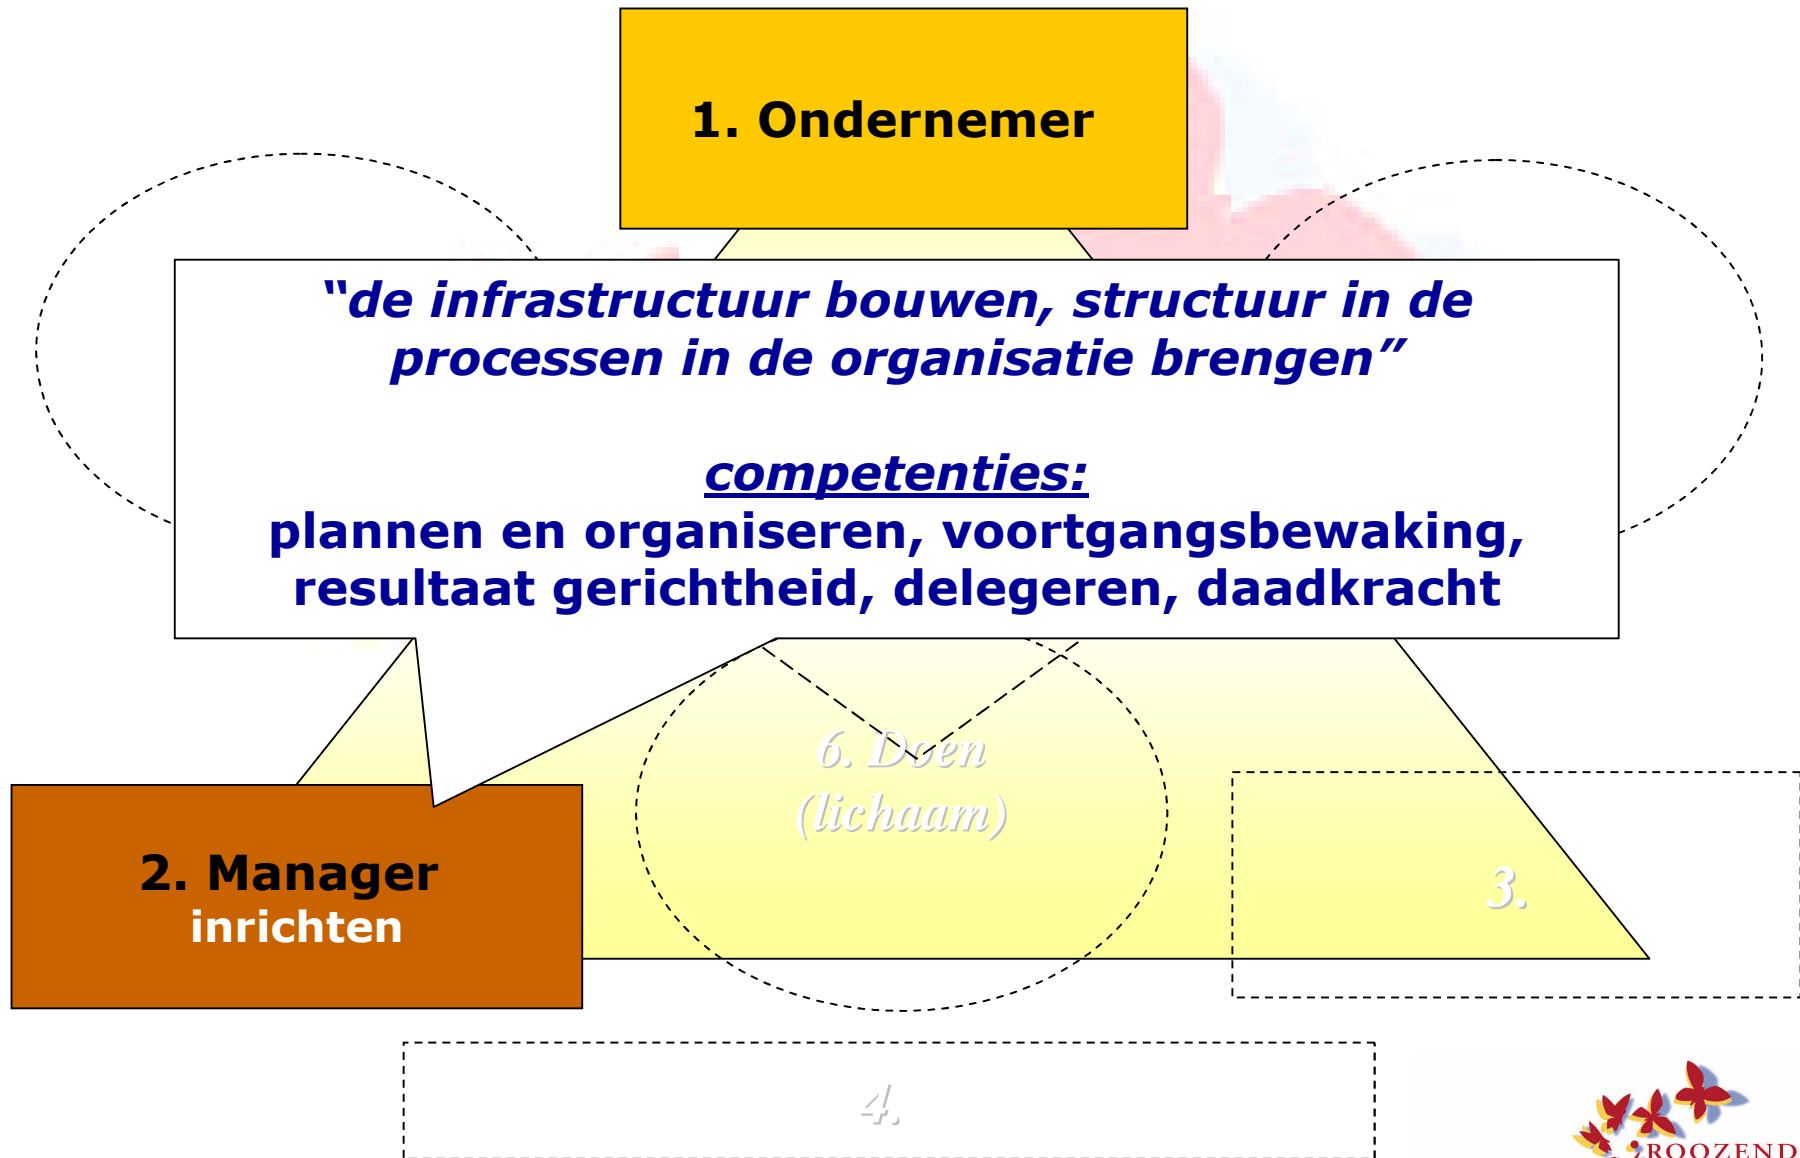 1. Ondernemer
“de infrastructuur bouwen, structuur in de
processen in de organisatie brengen”
competenties:
plannen en organiseren, voortgangsbewaking,
resultaat gerichtheid, delegeren, daadkracht
6. Doen
(lichaam)
2. Manager
inrichten
3.
4.
ROOZEND